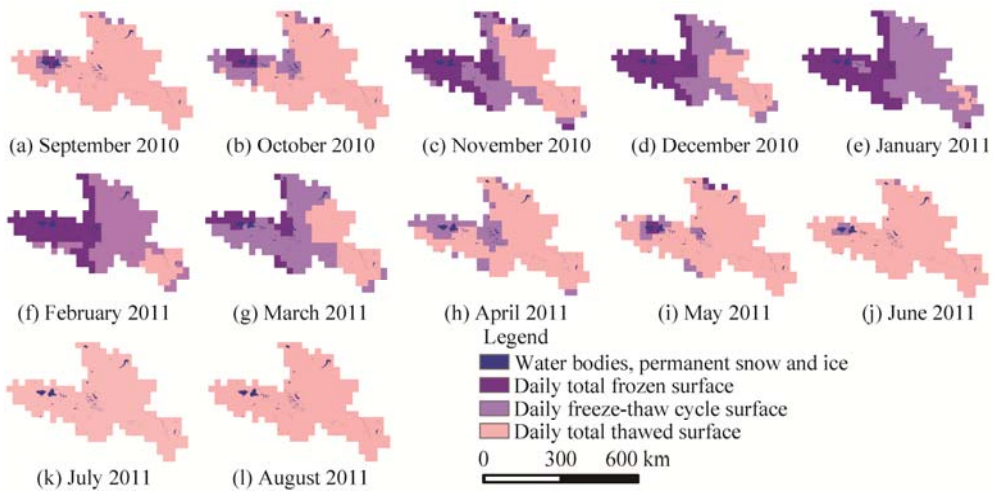 (a) September 2010
(b) October 2010
(c) November 2010
(d) December 2010
(e) January 2011
(f) February 2011
(g) March 2011
(h) April 2011
(i) May 2011
(j) June 2011
Legend
Water bodies, permanent snow and ice
Daily total frozen surface
Daily freeze-thaw cycle surface
Daily total thawed surface
0 300 600 km
(k) July 2011
(l) August 2011